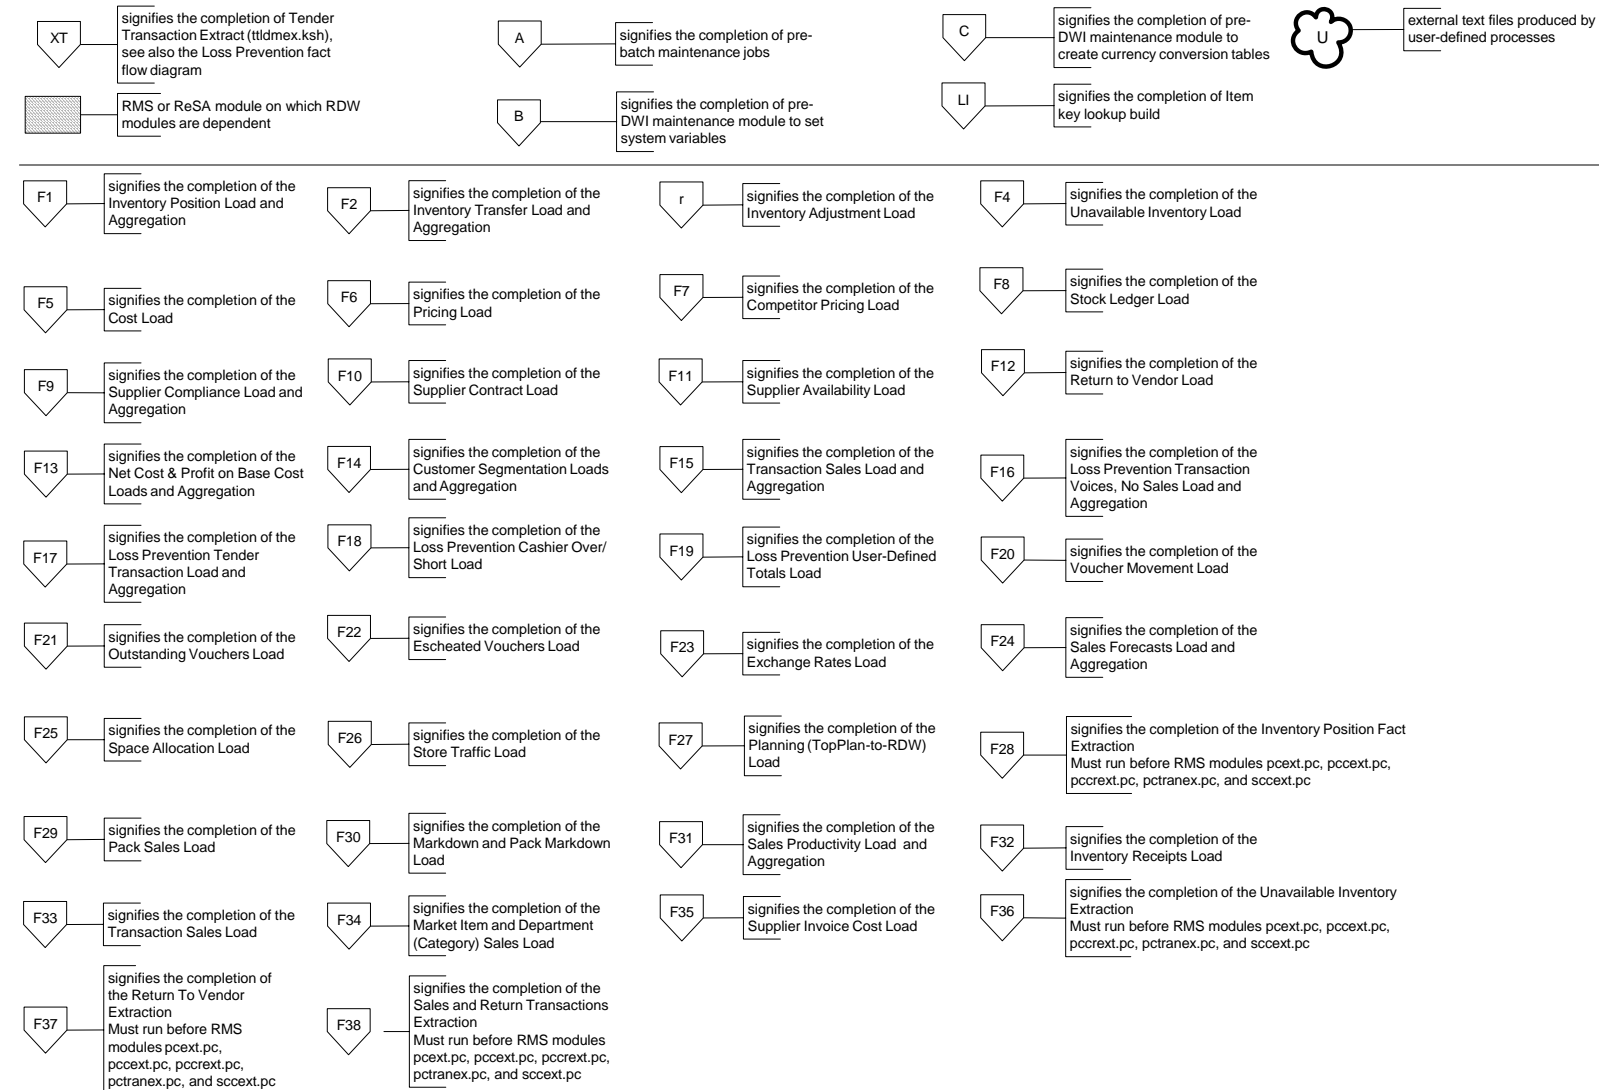 XT
signifies the completion of Tender
Transaction Extract (ttldmex.ksh),
see also the Loss Prevention fact
flow diagram
A
signifies the completion of pre-
batch maintenance jobs
C
signifies the completion of pre-
DWI maintenance module to
create currency conversion tables
U
external text files produced by
user-defined processes
RMS or ReSA module on which RDW
modules are dependent
B
signifies the completion of pre-
DWI maintenance module to set
system variables
LI
signifies the completion of Item
key lookup build
F1
signifies the completion of the
Inventory Position Load and
Aggregation
F2
signifies the completion of the
Inventory Transfer Load and
Aggregation
r
signifies the completion of the
Inventory Adjustment Load
F4
signifies the completion of the
Unavailable Inventory Load
F5
signifies the completion of the
Cost Load
F6
signifies the completion of the
Pricing Load
F7
signifies the completion of the
Competitor Pricing Load
F8
signifies the completion of the
Stock Ledger Load
F9
signifies the completion of the
Supplier Compliance Load and
Aggregation
F10
signifies the completion of the
Supplier Contract Load
F11
signifies the completion of the
Supplier Availability Load
F12
signifies the completion of the
Return to Vendor Load
F13
signifies the completion of the
Net Cost & Profit on Base Cost
Loads and Aggregation
F14
signifies the completion of the
Customer Segmentation Loads
and Aggregation
F15
signifies the completion of the
Transaction Sales Load and
Aggregation
F16
signifies the completion of the
Loss Prevention Transaction
Voices, No Sales Load and
Aggregation
F17
signifies the completion of the
Loss Prevention Tender
Transaction Load and
Aggregation
F18
signifies the completion of the
Loss Prevention Cashier Over/
Short Load
F19
signifies the completion of the
Loss Prevention User-Defined
Totals Load
F20
signifies the completion of the
Voucher Movement Load
F21
signifies the completion of the
Outstanding Vouchers Load
F22
signifies the completion of the
Escheated Vouchers Load
F23
signifies the completion of the
Exchange Rates Load
F24
signifies the completion of the
Sales Forecasts Load and
Aggregation
F25
signifies the completion of the
Space Allocation Load
F26
signifies the completion of the
Store Traffic Load
F27
signifies the completion of the
Planning (TopPlan-to-RDW)
Load
F28
signifies the completion of the Inventory Position Fact
Extraction
Must run before RMS modules pcext.pc, pccext.pc,
pccrext.pc, pctranex.pc, and sccext.pc
F29
signifies the completion of the
Pack Sales Load
F30
signifies the completion of the
Markdown and Pack Markdown
Load
F31
signifies the completion of the
Sales Productivity Load and
Aggregation
F32
signifies the completion of the
Inventory Receipts Load
F33
signifies the completion of the
Transaction Sales Load
F34
signifies the completion of the
Market Item and Department
(Category) Sales Load
F35
signifies the completion of the
Supplier Invoice Cost Load
F36
signifies the completion of the Unavailable Inventory
Extraction
Must run before RMS modules pcext.pc, pccext.pc,
pccrext.pc, pctranex.pc, and sccext.pc
F37
signifies the completion of
the Return To Vendor
Extraction
Must run before RMS
modules pcext.pc,
pccext.pc, pccrext.pc,
pctranex.pc, and sccext.pc
F38
signifies the completion of the
Sales and Return Transactions
Extraction
Must run before RMS modules
pcext.pc, pccext.pc, pccrext.pc,
pctranex.pc, and sccext.pc